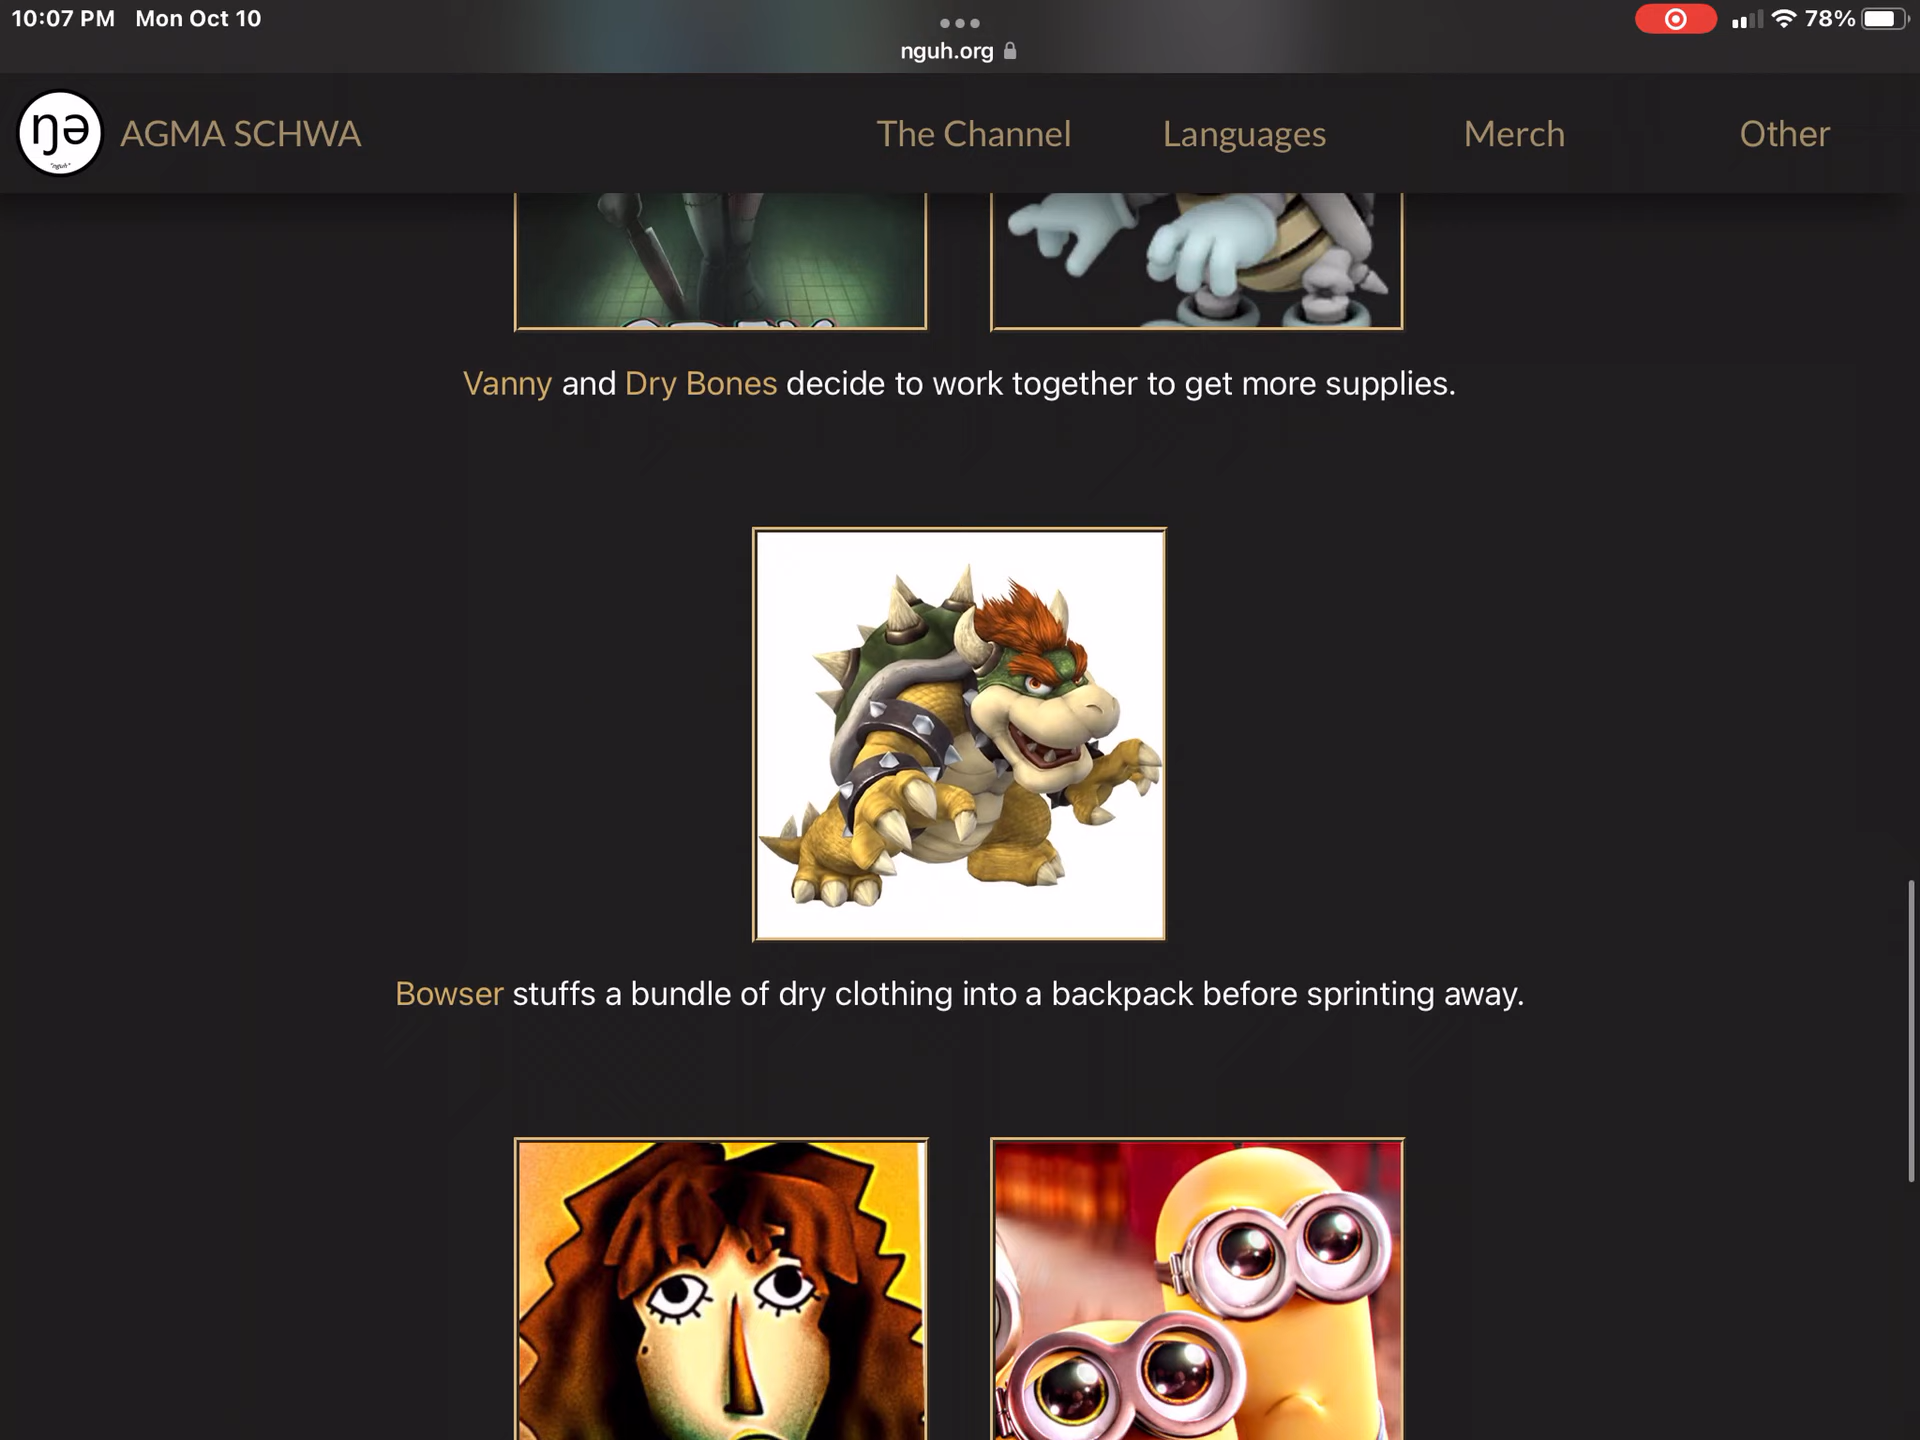 10:07 PM Mon Oct 10
78%
nguh.org
ŋə
"nguh"
AGMA SCHWA
The Channel
Languages
Merch
Other
Vanny and Dry Bones decide to work together to get more supplies.
Bowser stuffs a bundle of dry clothing into a backpack before sprinting away.